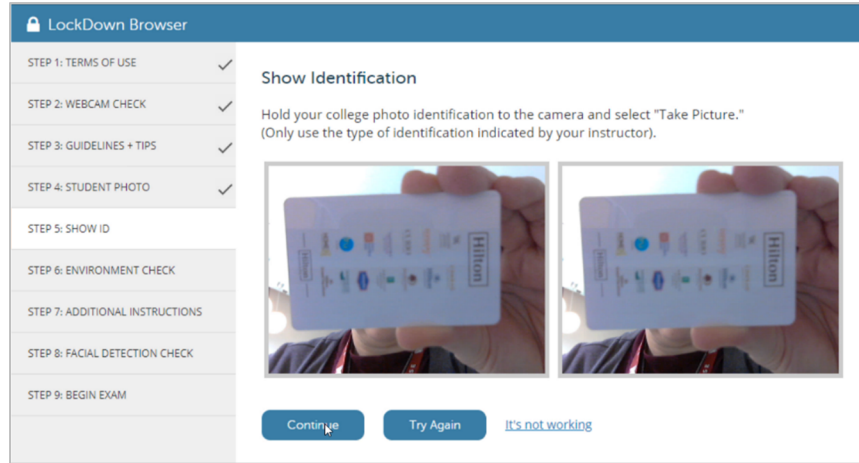 LockDown Browser
STEP 1: TERMS OF USE
STEP 2: WEBCAM CHECK
STEP 3: GUIDELINES + TIPS
STEP 4: STUDENT PHOTO
STEP 5: SHOW ID
STEP 6: ENVIRONMENT CHECK
STEP 7: ADDITIONAL INSTRUCTIONS
STEP 8: FACIAL DETECTION CHECK
STEP 9: BEGIN EXAM
Show Identification
Hold your college photo identification to the camera and select "Take Picture."
(Only use the type of identification indicated by your instructor).
Hilton
Hilton
Continue
Try Again
It's not working